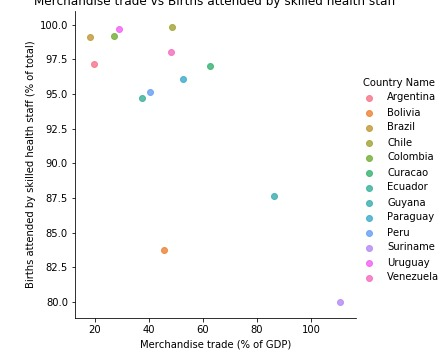 Merchandise trade vs Births attended by skilled health staff
Births attended by skilled health staff (% of total)
100.0
97.5
95.0
92.5
90.0
87.5
85.0
82.5
80.0
20 40 60 80 100
Merchandise trade (% of GDP)
Country Name
Argentina
Bolivia
Brazil
Chile
Colombia
Curacao
Ecuador
Guyana
Paraguay
Peru
Suriname
Uruguay
Venezuela